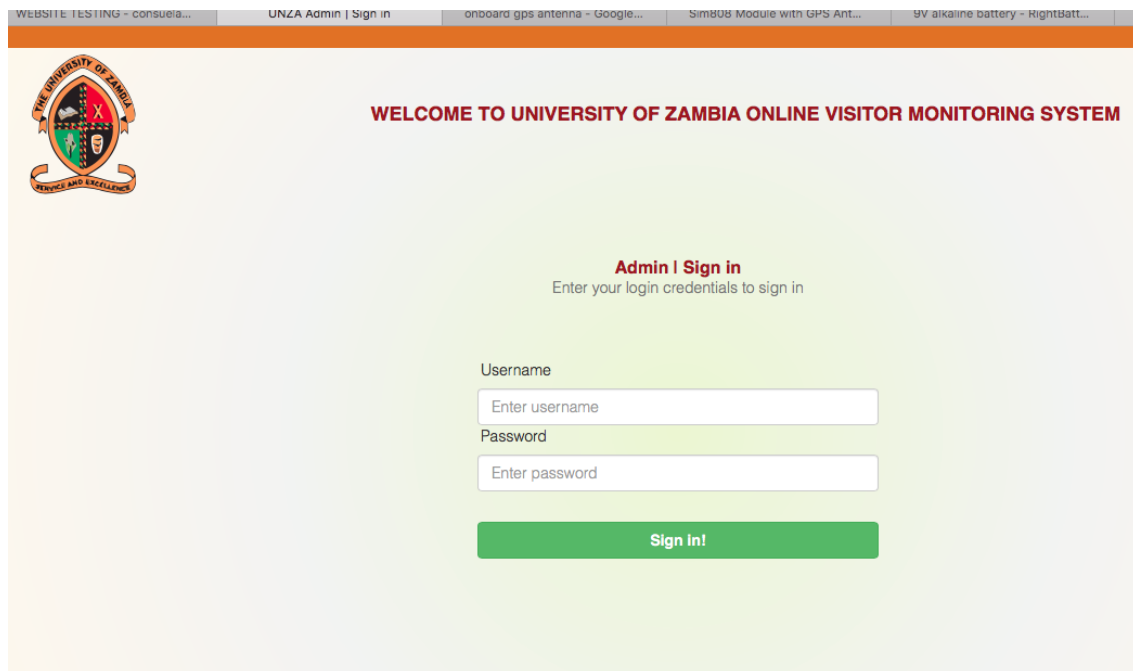 WEBSITE TESTING - consuela...
UNZA Admin | Sign in
onboard gps antenna - Google...
Sim808 Module with GPS Ant...
9V alkaline battery - RightBatt...
THE UNIVERSITY OF ZAMBIA
SERVICE AND EXCELLENCE
WELCOME TO UNIVERSITY OF ZAMBIA ONLINE VISITOR MONITORING SYSTEM
Admin | Sign in
Enter your login credentials to sign in
Username
Enter username
Password
Enter password
Sign in!